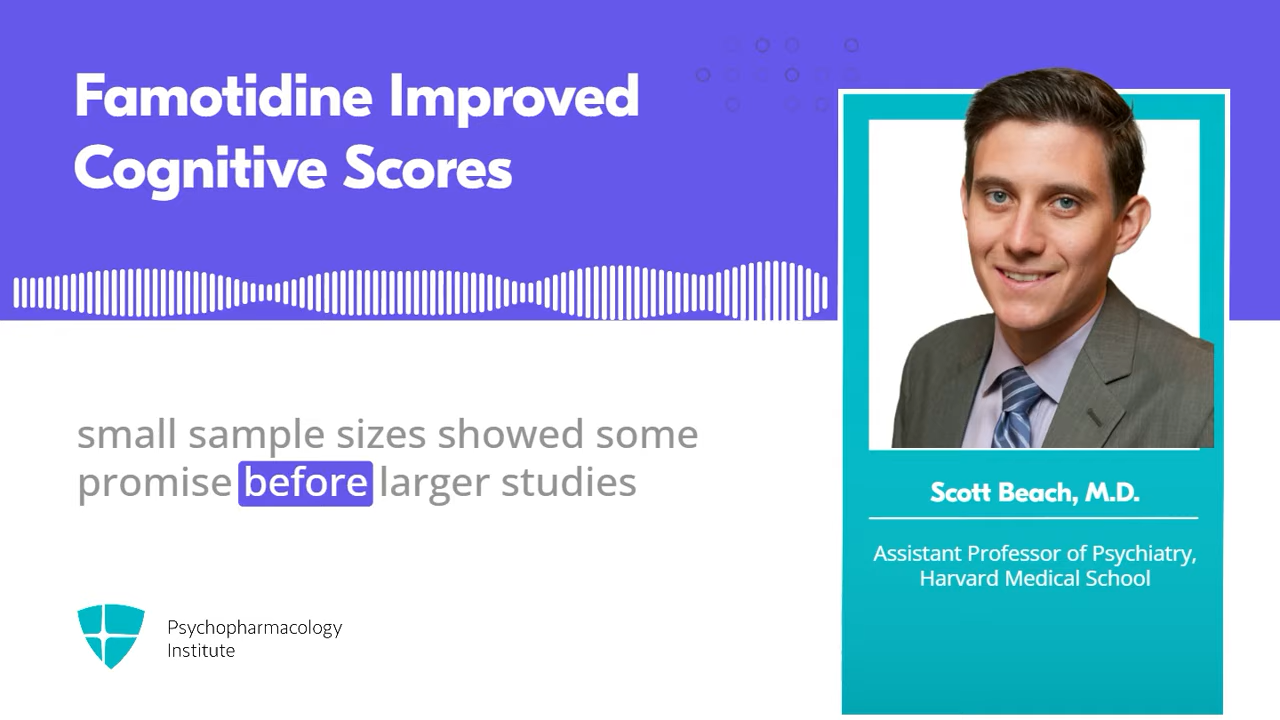 Famotidine Improved
Cognitive Scores
small sample sizes showed some
promise before larger studies
Psychopharmacology
Institute
Scott Beach, M.D.
Assistant Professor of Psychiatry,
Harvard Medical School